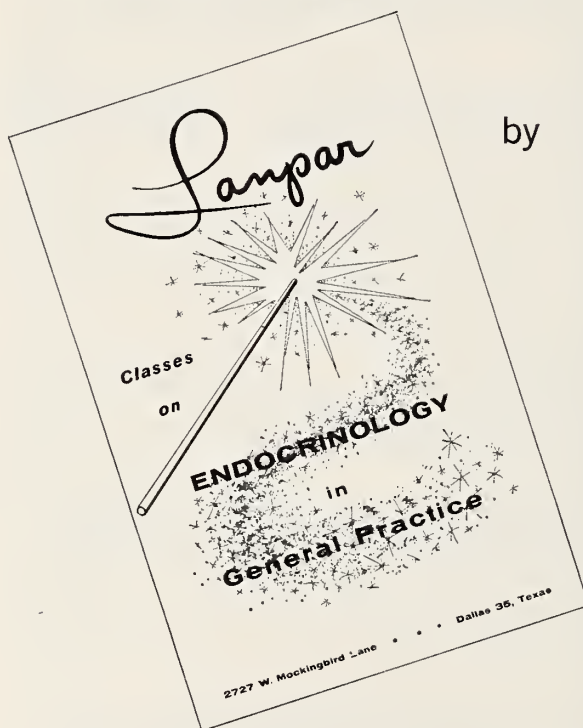 Lanpar
by
Classes
on
ENDOCRINOLOGY
in
General Practice
2727 W. Mockingbird Lane • • • Dallas 35, Texas